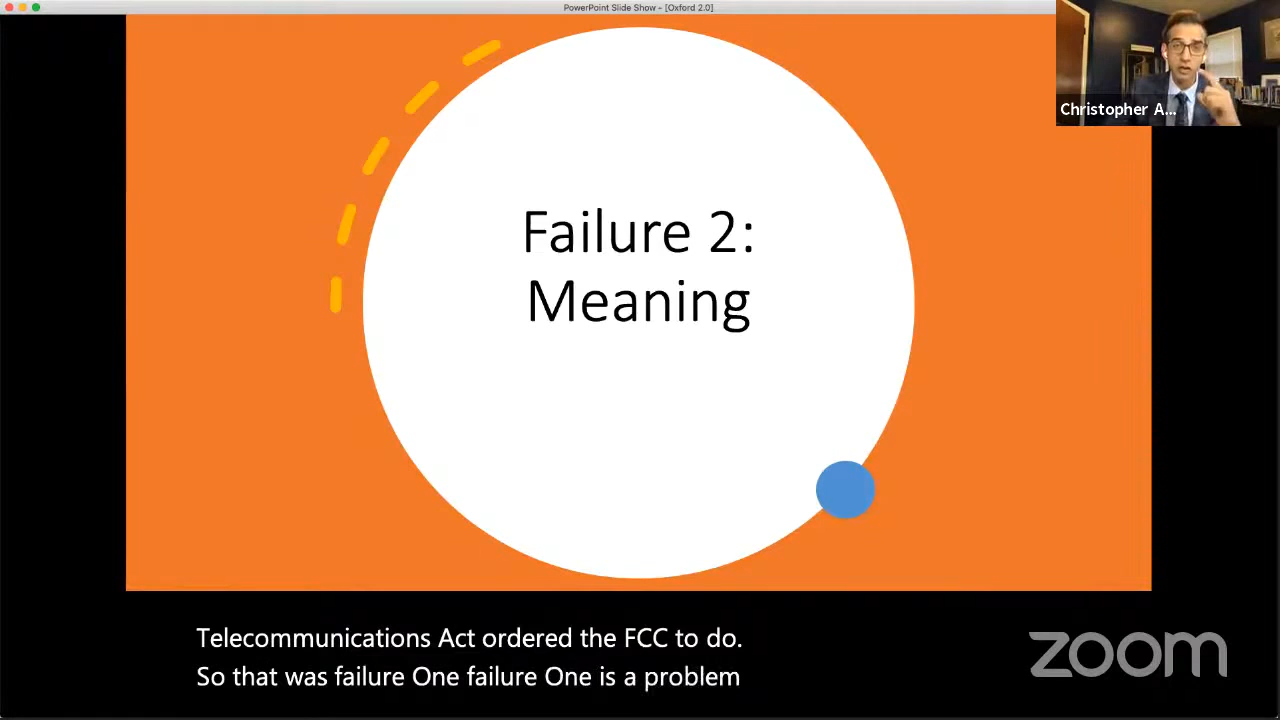 PowerPoint Slide Show - [Oxford 2.0]
Christopher A...
Failure 2:
Meaning
Telecommunications Act ordered the FCC to do.
So that was failure One failure One is a problem
zoom